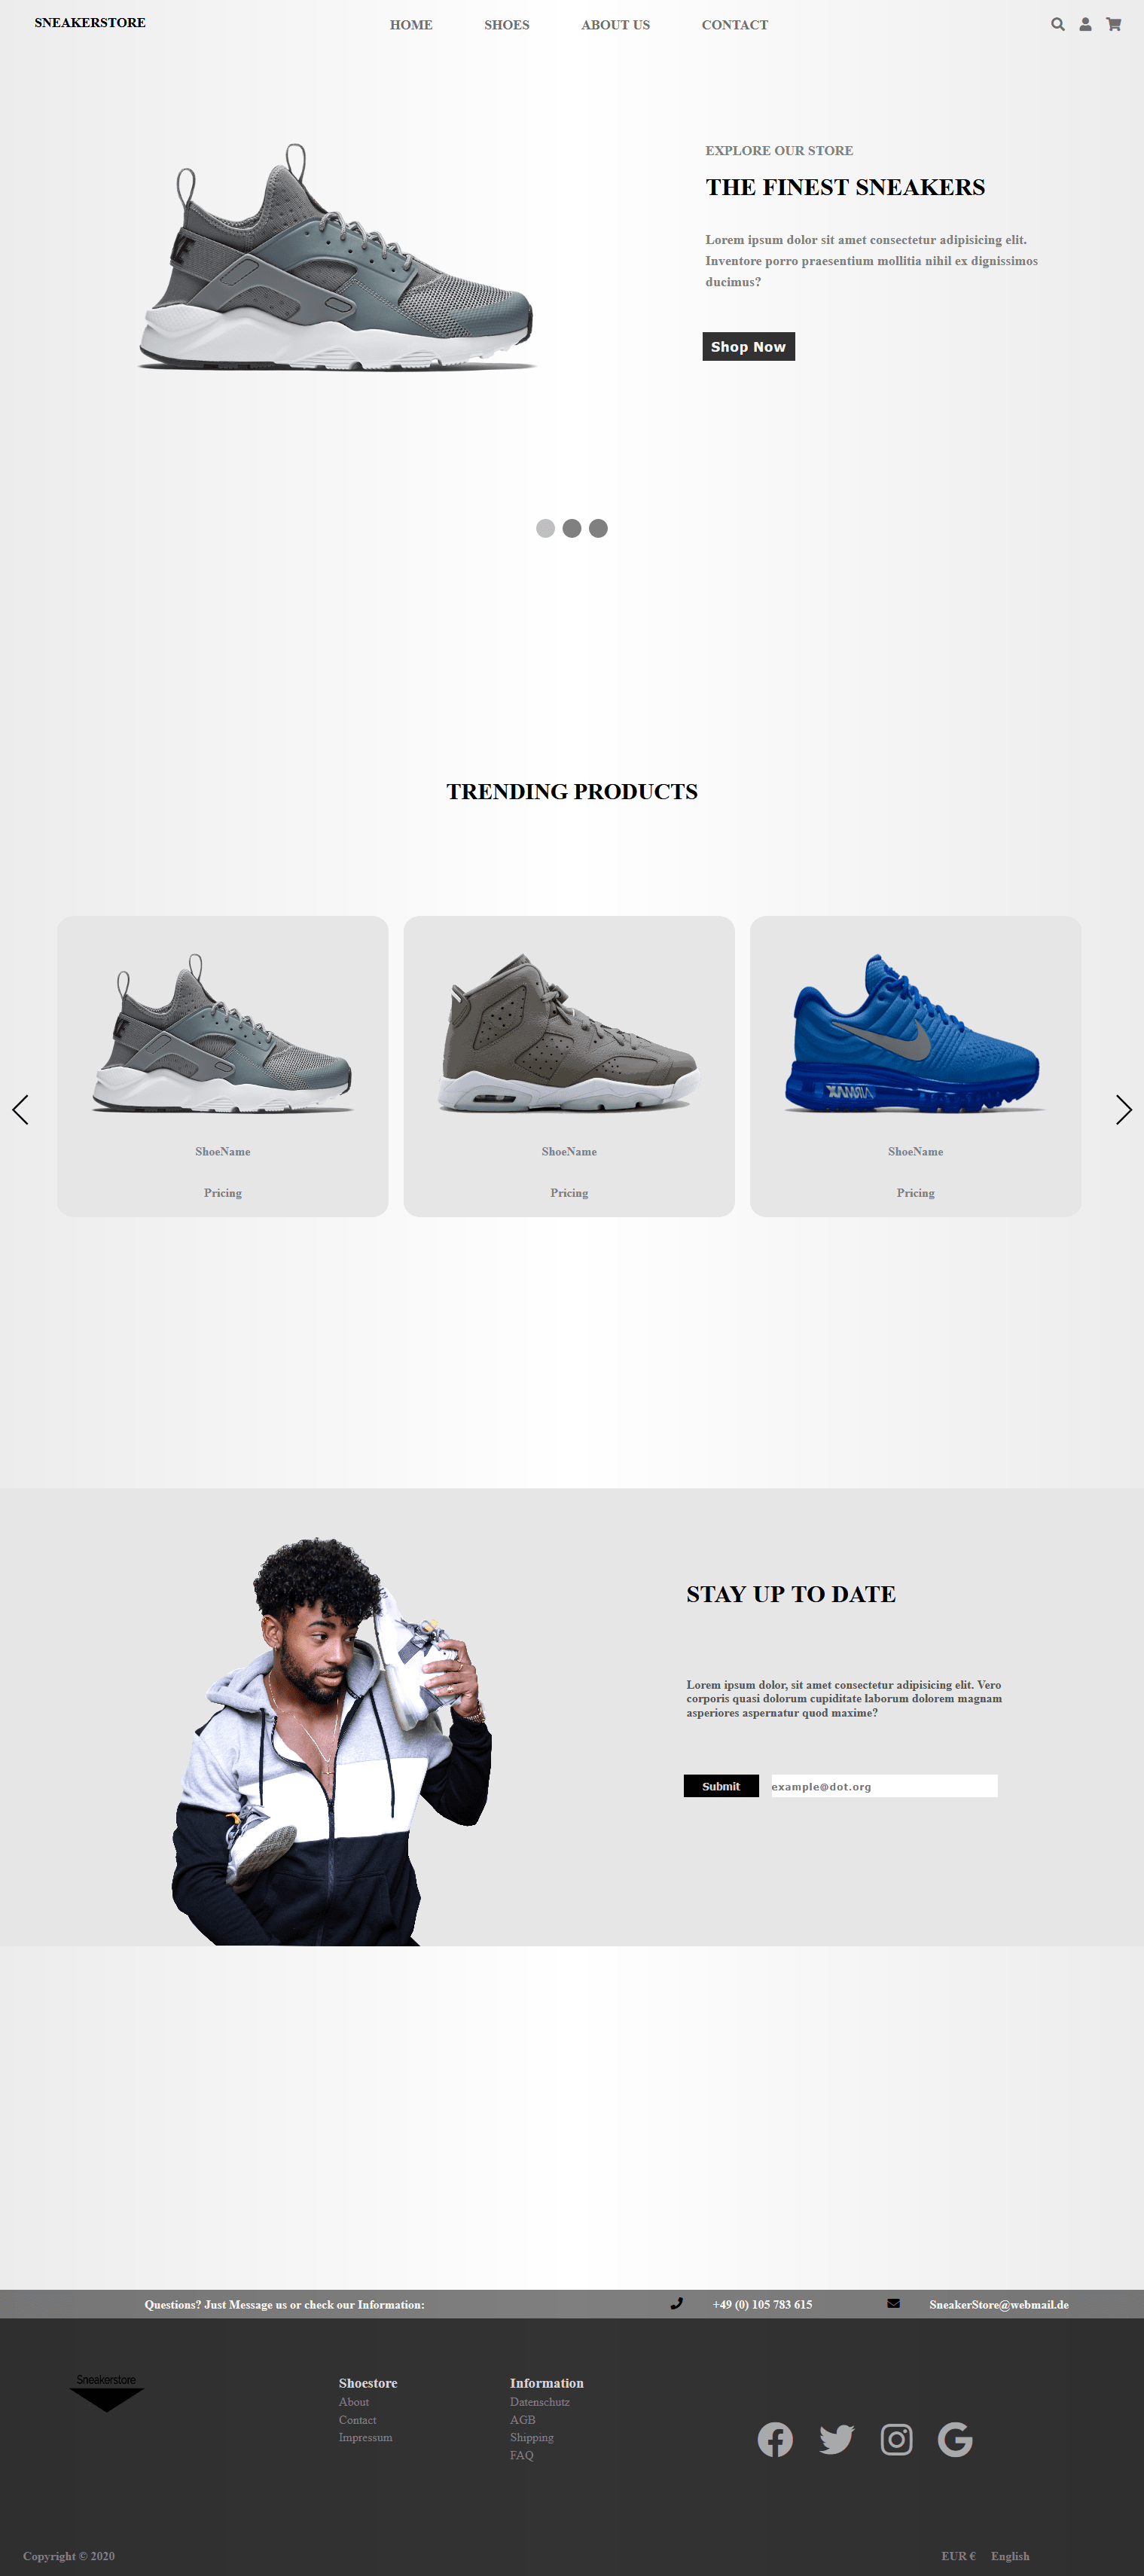 SNEAKERSTORE
HOME SHOES ABOUT US CONTACT
EXPLORE OUR STORE
THE FINEST SNEAKERS
Lorem ipsum dolor sit amet consectetur adipisicing elit.
Inventore porro praesentium mollitia nihil ex dignissimos
ducimus?
Shop Now
TRENDING PRODUCTS
ShoeName
Pricing
ShoeName
Pricing
ShoeName
Pricing
STAY UP TO DATE
Lorem ipsum dolor, sit amet consectetur adipisicing elit. Vero
corporis quasi dolorum cupiditate laborum dolorem magnam
asperiores aspernatur quod maxime?
Submit example@dot.org
Questions? Just Message us or check our Information: +49 (0) 105 783 615 SneakerStore@webmail.de
Sneakerstore
Shoestore
About
Contact
Impressum
Information
Datenschutz
AGB
Shipping
FAQ
Copyright © 2020 EUR € English